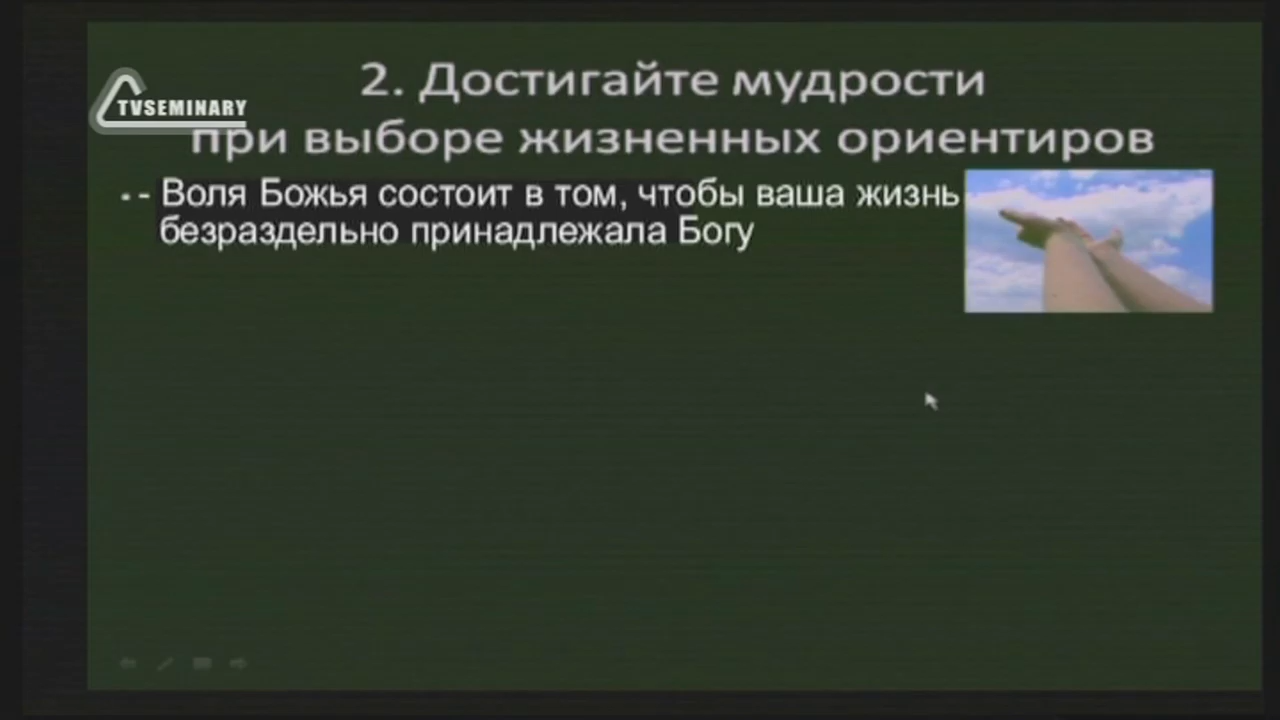 2. Достигайте мудрости
TVSEMINARY
при выборе жизненных ориентиров
- - Воля Божья состоит в том, чтобы ваша жизнь
безраздельно принадлежала Богу